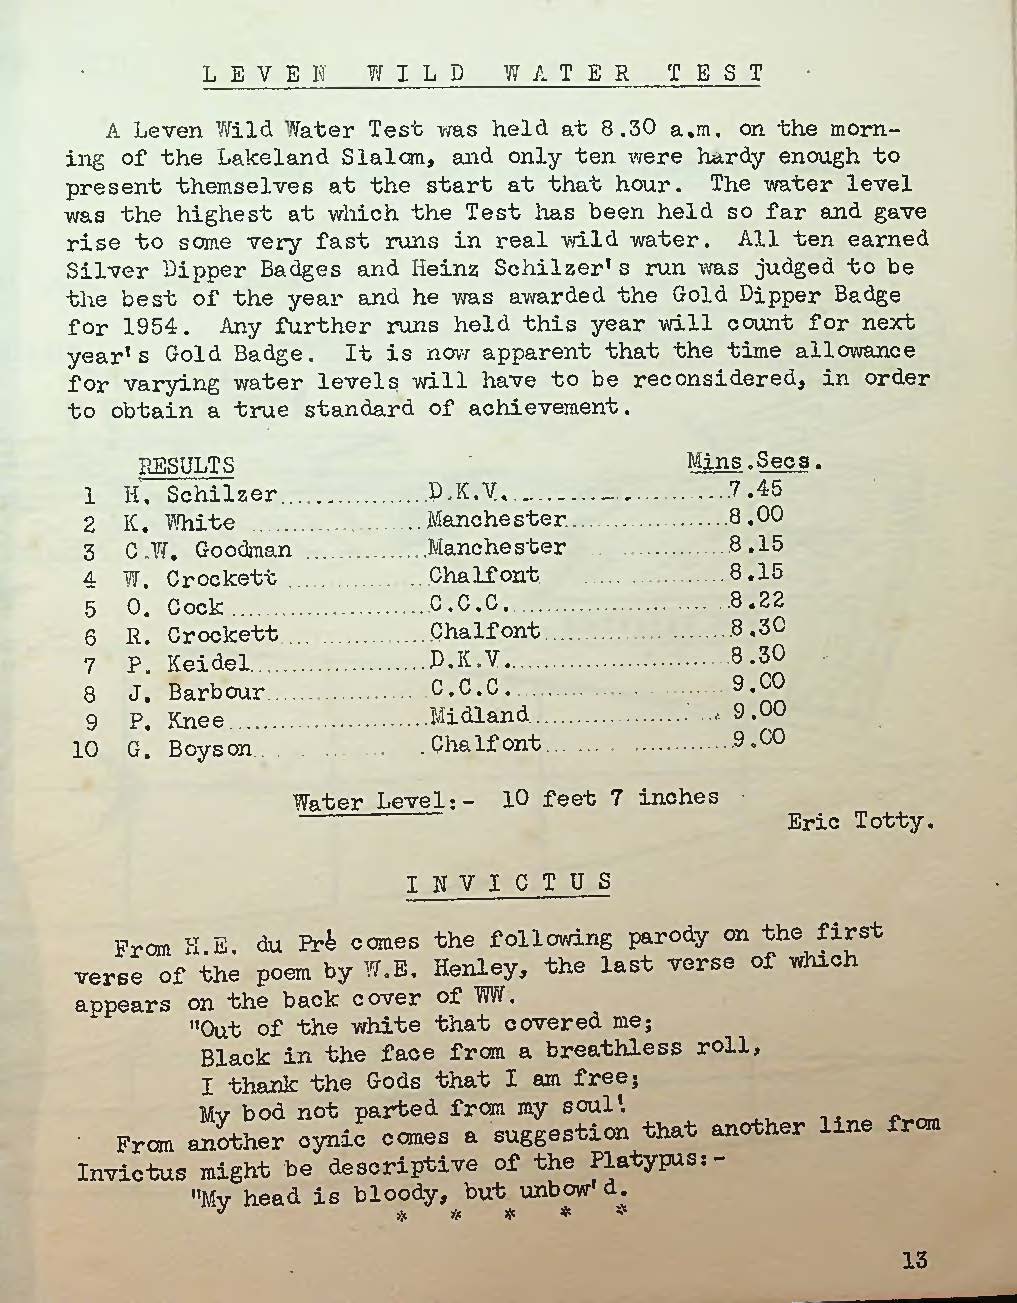 LEVEN WILD WATER TEST
A Leven Wild Water Test was held at 8.30 a.m. on the morn-
ing of the Lakeland Slalom, and only ten were hardy enough to
present themselves at the start at that hour. The water level
was the highest at which the Test has been held so far and gave
rise to some very fast runs in real wild water. All ten earned
Silver Dipper Badges and Heinz Schilzer's run was judged to be
the best of the year and he was awarded the Gold Dipper Badge
for 1954. Any further runs held this year will count for next
year's Gold Badge. It is now apparent that the time allowance
for varying water levels will have to be reconsidered, in order
to obtain a true standard of achievement.
RESULTS Mins.Secs.
1 H. Schilzer....................D.K.V......................7.45
2 K. White ....................Manchester....................8.00
3 C.W. Goodman ....................Manchester ....................8.15
4 W. Crockett ....................Chalfont ....................8.15
5 O. Cock....................C.C.C.....................8.22
6 R. Crockett....................Chalfont....................8.30
7 P. Keidel....................D.K.V.....................8.30
8 J. Barbour....................C.C.C..................... 9.00
9 P. Knee....................Midland.................... 9.00
10 G. Boyson....................Chalfont....................9.00
Water Level:- 10 feet 7 inches
Eric Totty.
INVICTUS
From H.E. du Prè comes the following parody on the first
verse of the poem by W.E. Henley, the last verse of which
appears on the back cover of WW.
"Out of the white that covered me;
Black in the face from a breathless roll,
I thank the Gods that I am free;
My bod not parted from my soul'.
From another cynic comes a suggestion that another line from
Invictus might be descriptive of the Platypus:-
"My head is bloody, but unbow'd.
* * * * *
13